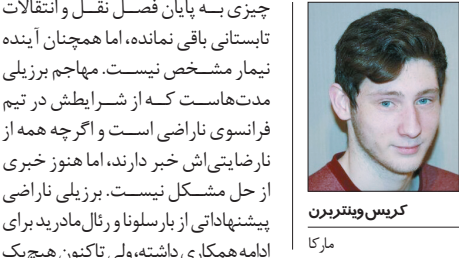 چیزی به پایان فصل نقل و انتقالات
تابستانی باقی نمانده، اما همچنان آینده
نیمار مشخص نیست. مهاجم برزیلی
مدت‌هاست که از شرایطش در تیم
فرانسوی ناراضی است و اگرچه همه از
نارضایتی‌اش خبر دارند، اما هنوز خبری
از حل مشکل نیست. برزیلی ناراضی
پیشنهاداتی از بارسلونا و رئال‌مادرید برای
ادامه همکاری داشته، ولی تاکنون هیچ‌یک
کریس وینتربرن
مارکا